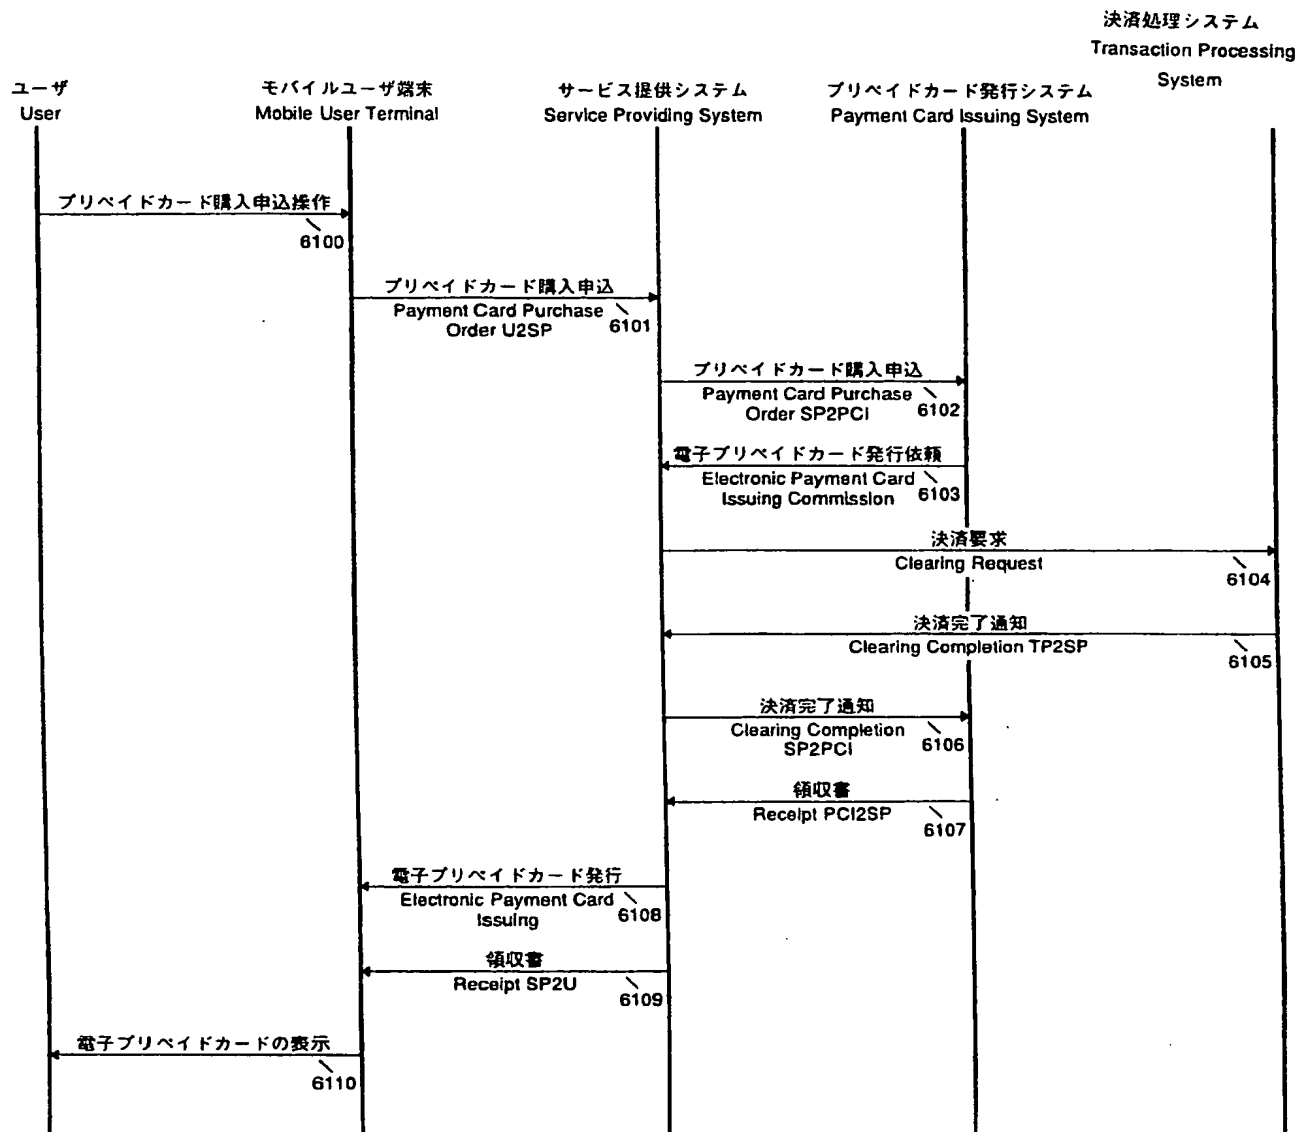 決済処理システム
Transaction Processing
System
ユーザ
User
モバイルユーザ端末
Mobile User Terminal
サービス提供システム
Service Providing System
プリペイドカード発行システム
Payment Card Issuing System
プリペイドカード購入申込操作
6100
プリペイドカード購入申込
Payment Card Purchase
Order U2SP
6101
プリペイドカード購入申込
Payment Card Purchase
Order SP2PCI
6102
電子プリペイドカード発行依頼
Electronic Payment Card
Issuing Commission
6103
決済要求
Clearing Request
6104
決済完了通知
Clearing Completion TP2SP
6105
決済完了通知
Clearing Completion
SP2PCI
6106
領収書
Receipt PCI2SP
6107
電子プリペイドカード発行
Electronic Payment Card
Issuing
6108
領収書
Receipt SP2U
6109
電子プリペイドカードの表示
6110